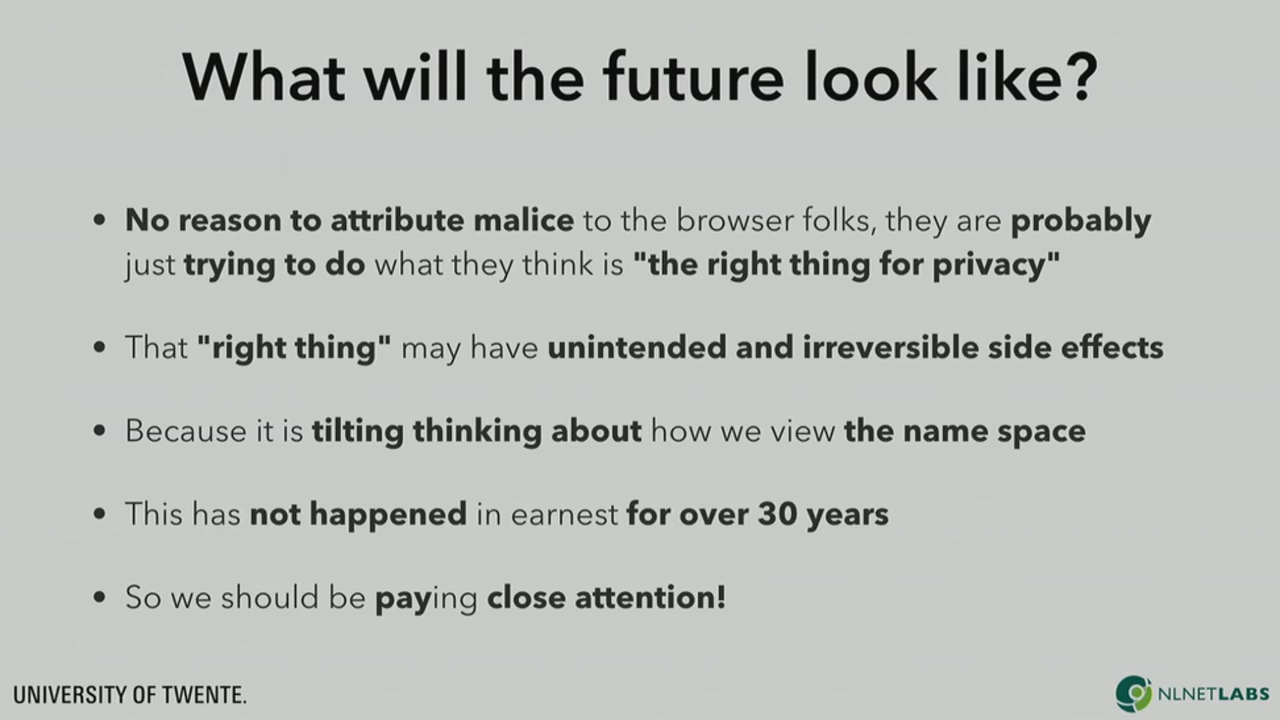 What will the future look like?
• No reason to attribute malice to the browser folks, they are probably
just trying to do what they think is "the right thing for privacy"
• That "right thing" may have unintended and irreversible side effects
• Because it is tilting thinking about how we view the name space
• This has not happened in earnest for over 30 years
• So we should be paying close attention!
UNIVERSITY OF TWENTE.
NLNETLABS